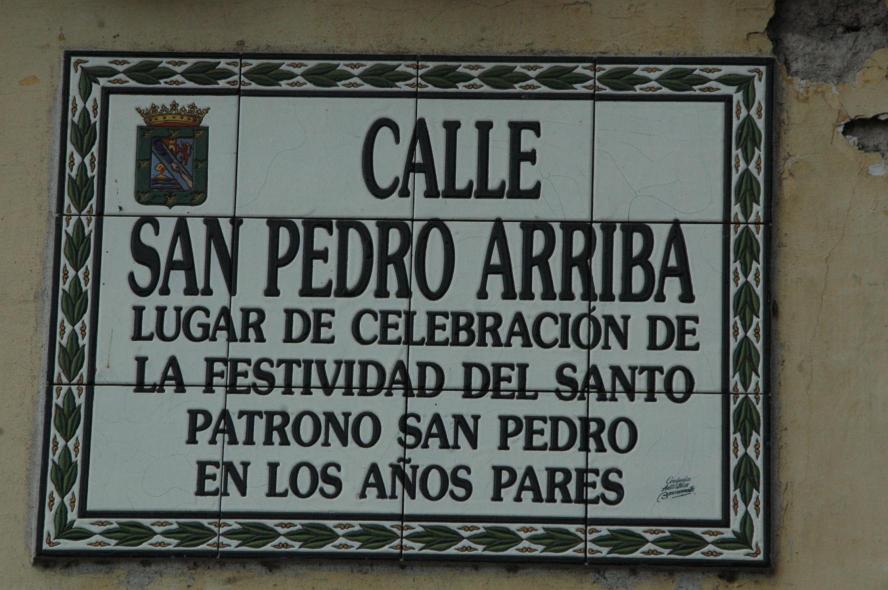 CALLE
SAN PEDRO ARRIBA
LUGAR DE CELEBRACIÓN DE
LA FESTIVIDAD DEL SANTO
PATRONO SAN PEDRO
EN LOS AÑOS PARES